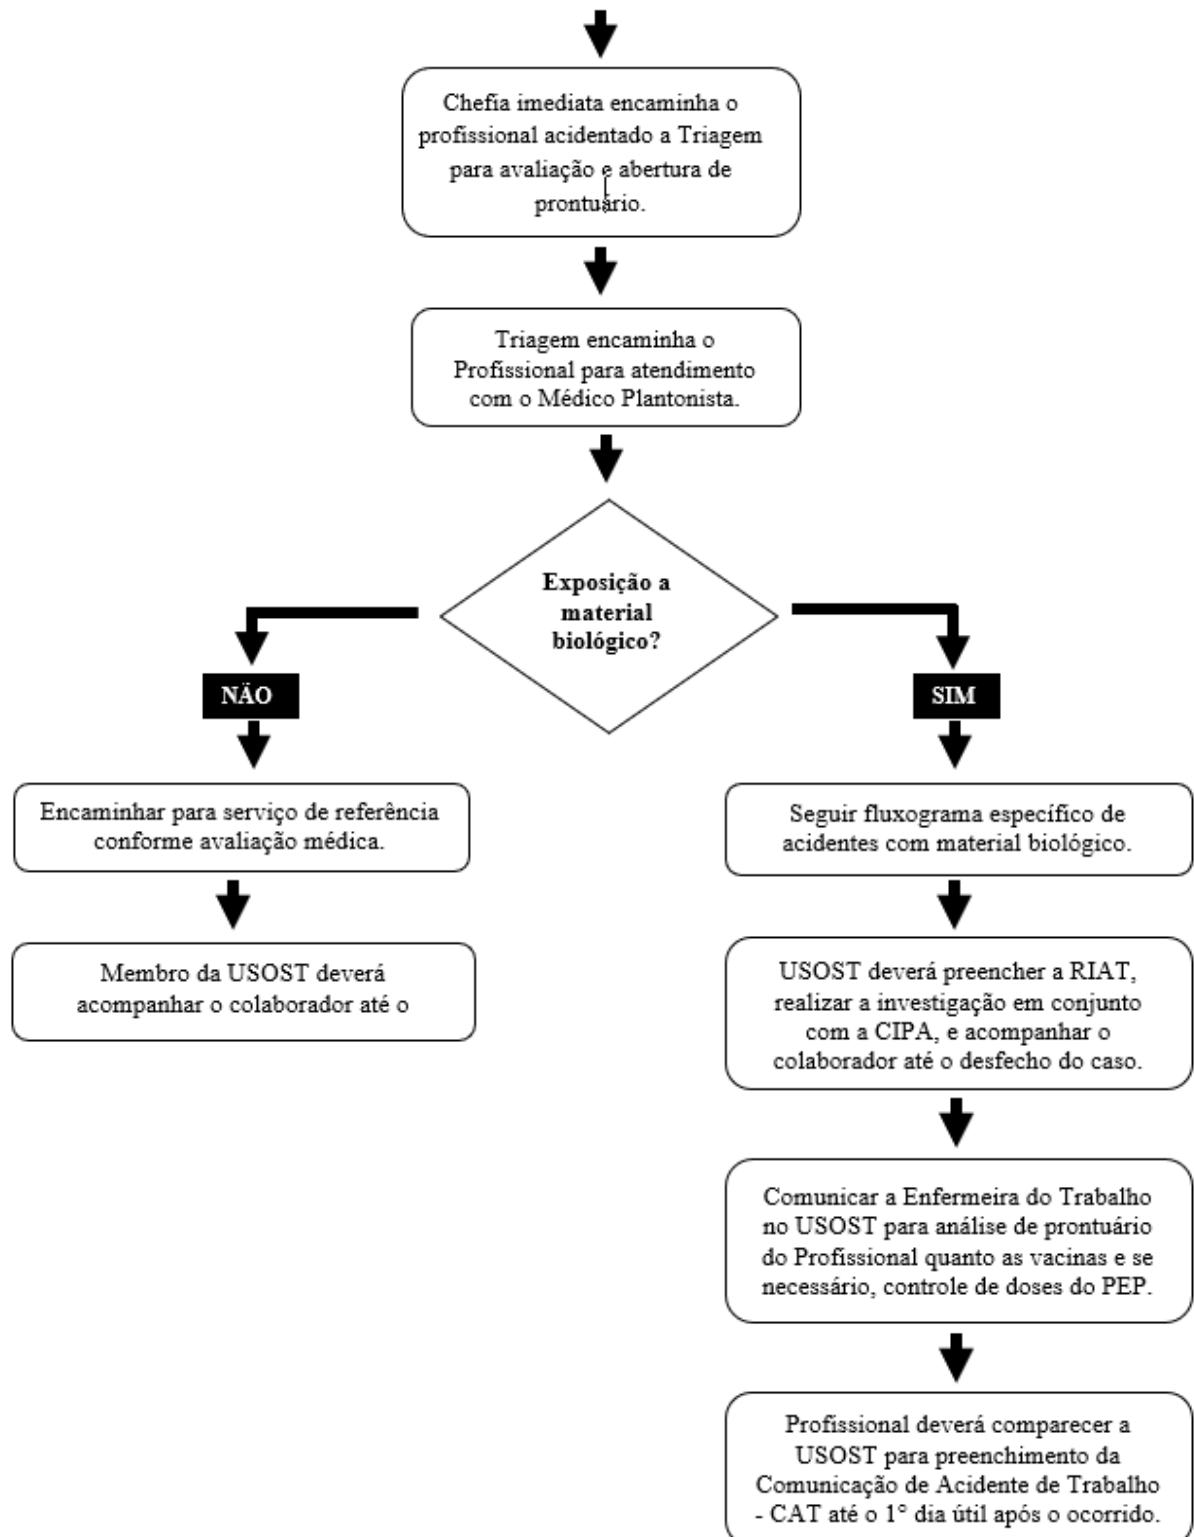 Chefia imediata encaminha o
profissional acidentado a Triagem
para avaliação e abertura de
prontuário.
Triagem encaminha o
Profissional para atendimento
com o Médico Plantonista.
Exposição a
material
biológico?
NÃO
SIM
Encaminhar para serviço de referência
conforme avaliação médica.
Membro da USOST deverá
acompanhar o colaborador até o
Seguir fluxograma específico de
acidentes com material biológico.
USOST deverá preencher a RIAT,
realizar a investigação em conjunto
com a CIPA, e acompanhar o
colaborador até o desfecho do caso.
Comunicar a Enfermeira do Trabalho
no USOST para análise de prontuário
do Profissional quanto as vacinas e se
necessário, controle de doses do PEP.
Profissional deverá comparecer a
USOST para preenchimento da
Comunicação de Acidente de Trabalho
- CAT até o 1° dia útil após o ocorrido.